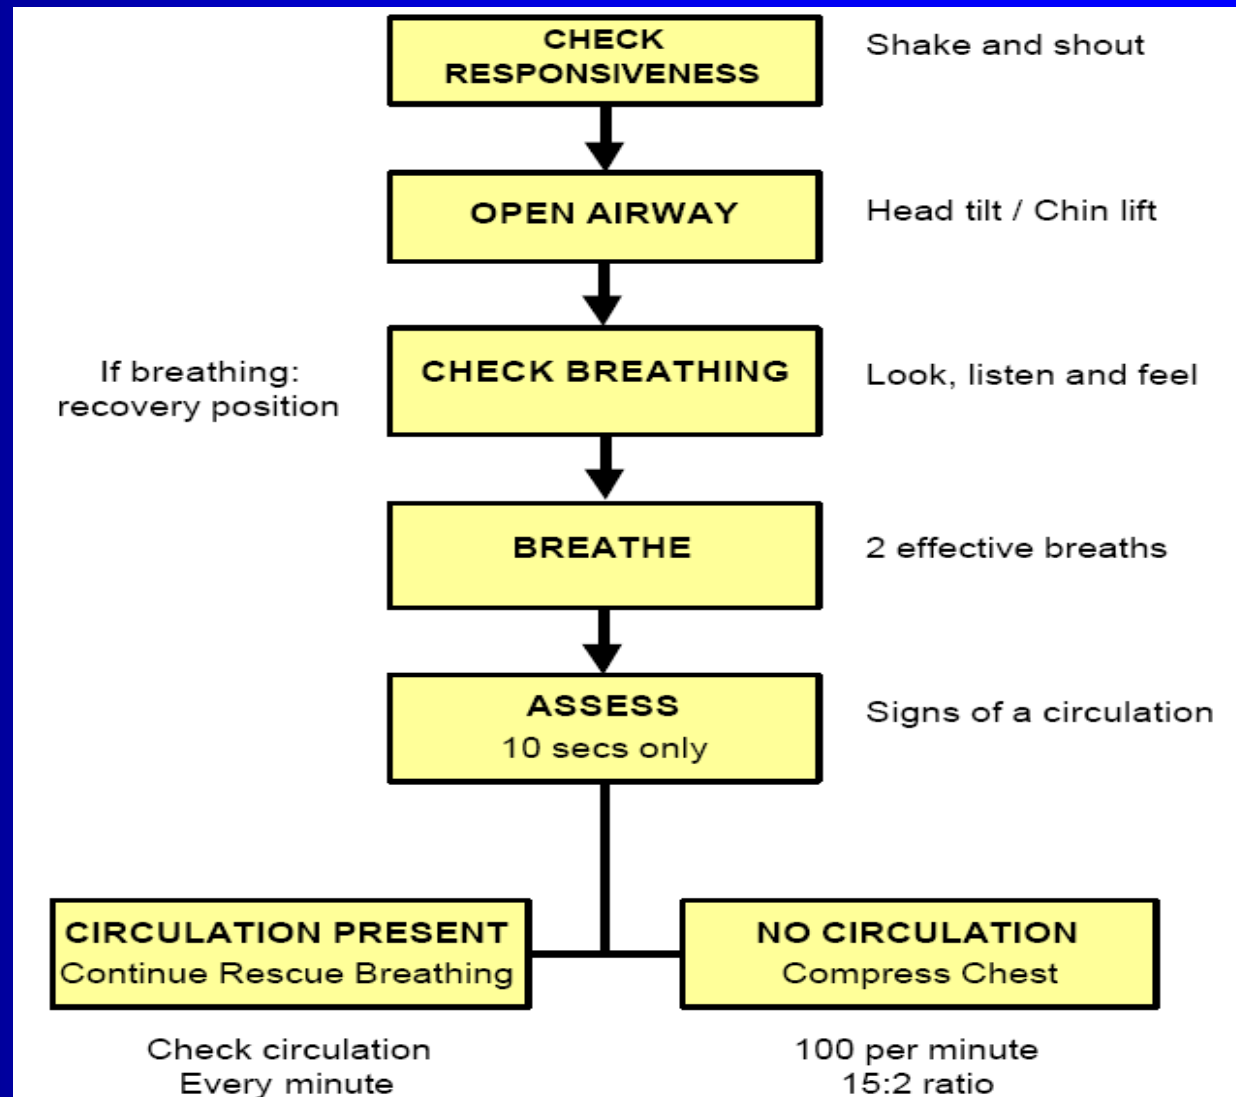 CHECK
RESPONSIVENESS
Shake and shout
OPEN AIRWAY
Head tilt / Chin lift
If breathing:
recovery position
CHECK BREATHING
Look, listen and feel
BREATHE
2 effective breaths
ASSESS
10 secs only
Signs of a circulation
CIRCULATION PRESENT
Continue Rescue Breathing
Check circulation
Every minute
NO CIRCULATION
Compress Chest
100 per minute
15:2 ratio